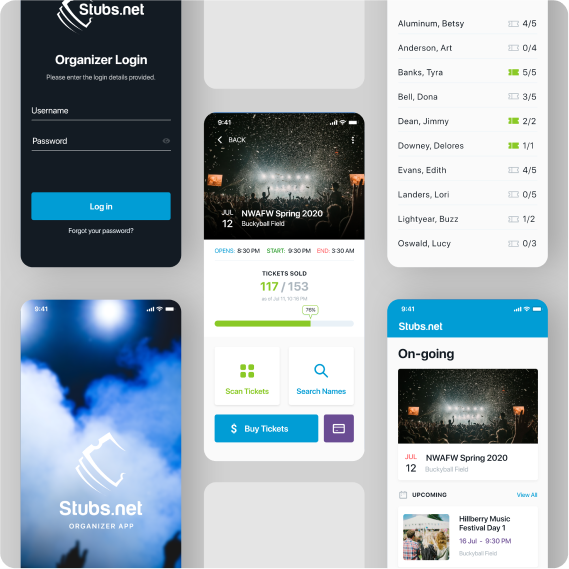 Stubs.net
Organizer Login
Please enter the login details provided.
Username
Password
Log in
Forgot your password?
9:41
Stubs.net
ORGANIZER APP
9:41
BACK
JUL
12
NWAFW Spring 2020
Buckyball Field
OPENS: 8:30 PM START: 9:30 PM END: 3:30 AM
TICKETS SOLD
117 / 153
as of Jul 11, 10:16 PM
76%
Scan Tickets
Search Names
$ Buy Tickets
Aluminum, Betsy 4/5
Anderson, Art 0/4
Banks, Tyra 5/5
Bell, Dona 3/5
Dean, Jimmy 2/2
Downey, Delores 1/1
Evans, Edith 4/5
Landers, Lori 0/5
Lightyear, Buzz 1/2
Oswald, Lucy 0/3
9:41
Stubs.net
On-going
JUL
12
NWAFW Spring 2020
Buckyball Field
UPCOMING View All
Hillberry Music
Festival Day 1
16 Jul - 9:30 PM
Buckyball Field